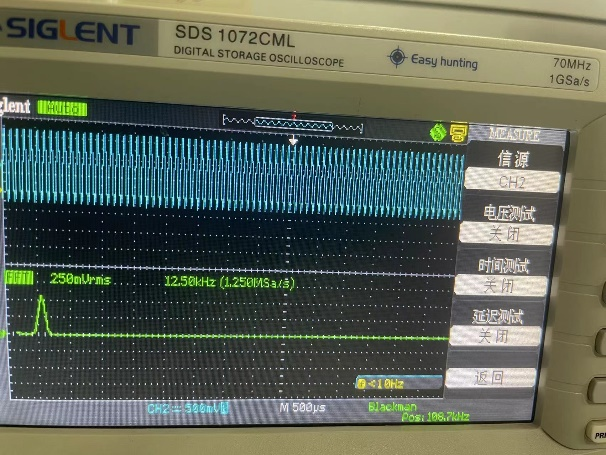 SIGLENT
SDS 1072CML
DIGITAL STORAGE OSCILLOSCOPE
Easy hunting
70MHz
1GSa/s
glent
Auto
MEASURE
信源
CH2
电压测试
关闭
时间测试
关闭
延迟测试
关闭
返回
FFT 250mVrms 12.50kHz (1.250MSa/s)
<10Hz
CH2 500mV M 500μs Blackman
Pos: 108.7kHz